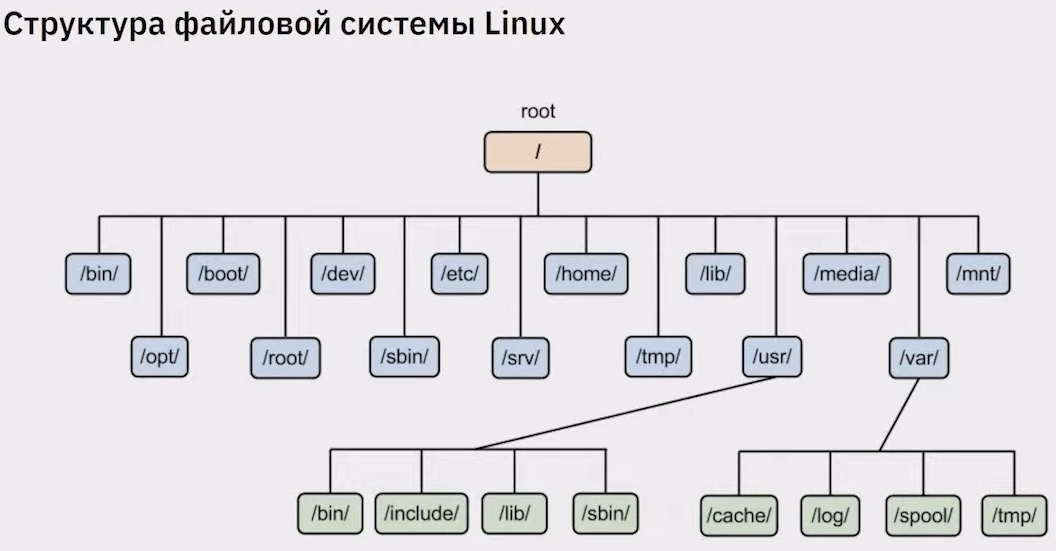 Структура файловой системы Linux
root
/
/bin/
/boot/
/dev/
/etc/
/home/
/lib/
/media/
/mnt/
/opt/
/root/
/sbin/
/srv/
/tmp/
/usr/
/var/
/bin/
/include/
/lib/
/sbin/
/cache/
/log/
/spool/
/tmp/